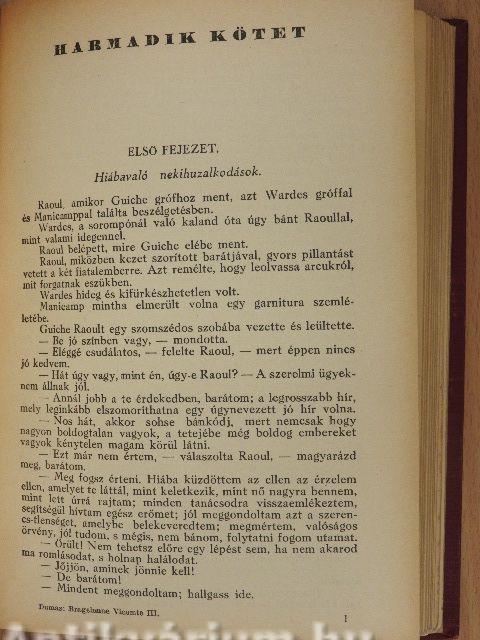 HARMADIK KÖTET
ELSŐ FEJEZET.
Hiábavaló nekihuzalkodások.
Raoul, amikor Guiche grófhoz ment, azt Wardes gróffal
és Manicamppal találta beszélgetésben.
Wardes, a sorompónál való kaland óta úgy bánt Raoullal,
mint valami idegennel.
Raoul belépett, mire Guiche elébe ment.
Raoul, miközben kezet szorított barátjával, gyors pillantást
vetett a két fiatalemberre. Azt remélte, hogy leolvassa arcukról,
mit forgatnak eszükben.
Wardes hideg és kifürkészhetetlen volt.
Manicamp mintha elmerült volna egy garnitura szemlé-
letébe.
Guiche Raoult egy szomszédos szobába vezette és leültette.
— Be jó színben vagy, — mondotta.
— Eléggé csudálatos, — felelte Raoul, — mert éppen nincs
jó kedvem.
— Hát úgy vagy, mint én, úgy-e Raoul? — A szerelmi ügyek-
nem állnak jól.
— Annál jobb a te érdekedben, barátom; a legrosszabb hír,
mely leginkább elszomoríthatna egy úgynevezett jó hír volna.
— Nos hát, akkor sohse bánkódj, mert nemcsak hogy
nagyon boldogtalan vagyok, a tetejébe még boldog embereket
vagyok kénytelen magam körül látni.
— Ezt már nem értem, — válaszolta Raoul, — magyarázd
meg, barátom.
— Meg fogsz érteni. Hiába küzdöttem az ellen az érzelem
ellen, amelyet te láttál, mint keletkezik, mint nő nagyra bennem,
mint lett úrrá rajtam; minden tanácsodra visszaemlékeztem,
segítségül hívtam egész erőmet; jól meggondoltam azt a szeren-
cs-tlenséget, amelybe belekeveredtem; megmértem, valóságos
örvény, jól tudom, s mégis, nem bánom, folytatni fogom utamat.
— Őrült! Nem tehetsz előre egy lépést sem, ha nem akarod
ma romlásodat, s holnap halálodat.
— Jöjjön, aminek jönnie kell!
— De barátom!
— Mindent meggondoltam; hallgass ide.
Dumas: Bragelonne Vicomte III.
1
antikvarium.hu